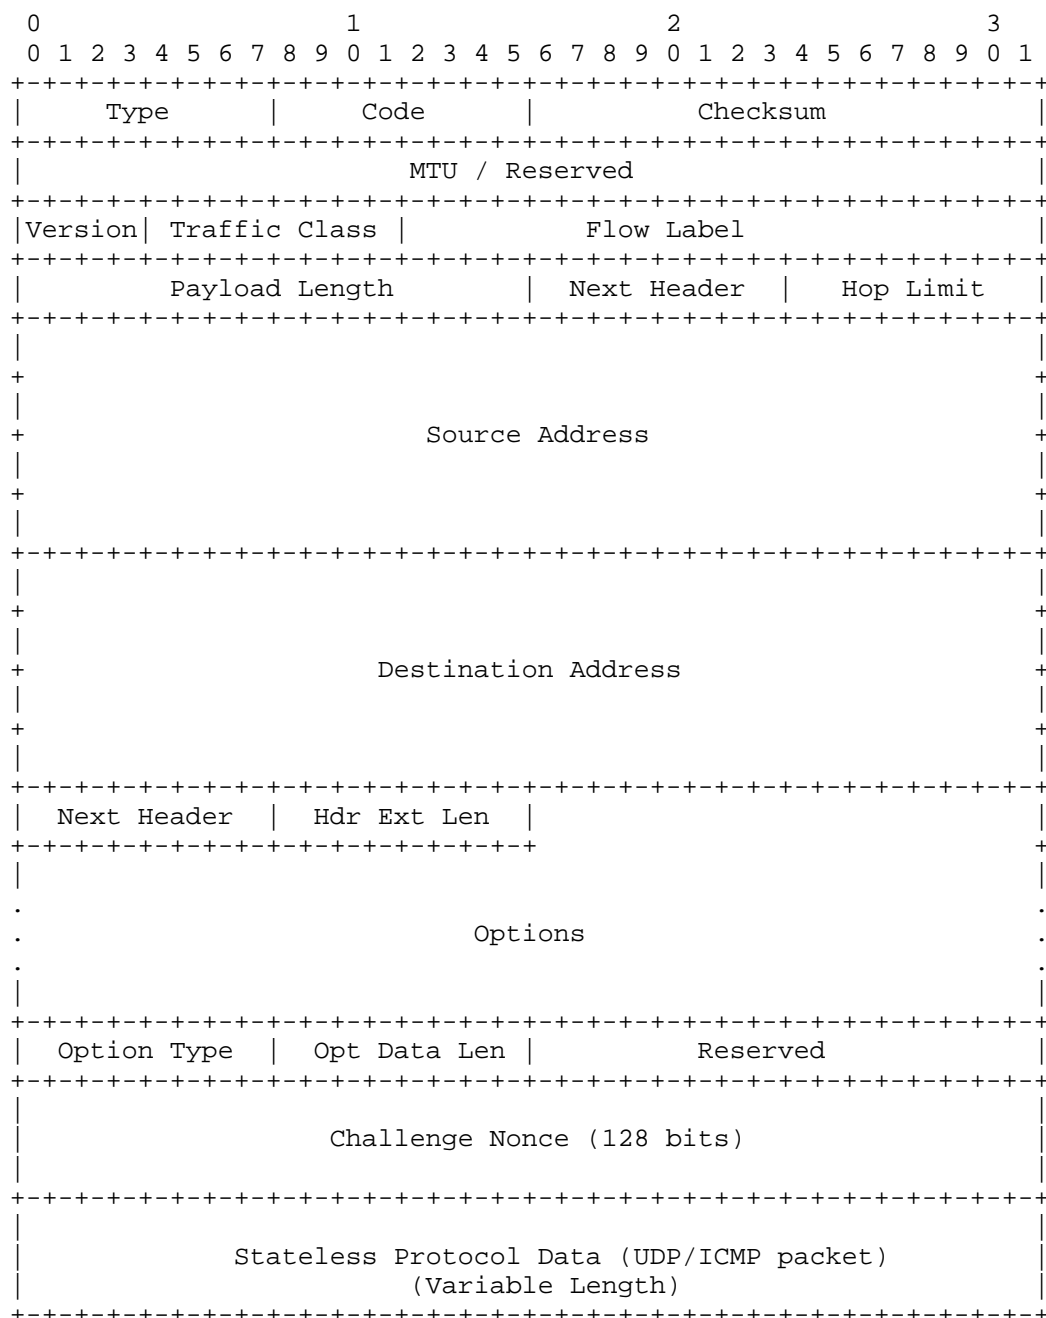 0                   1                   2                   3
 0 1 2 3 4 5 6 7 8 9 0 1 2 3 4 5 6 7 8 9 0 1 2 3 4 5 6 7 8 9 0 1
+-+-+-+-+-+-+-+-+-+-+-+-+-+-+-+-+-+-+-+-+-+-+-+-+-+-+-+-+-+-+-+-+
|     Type      |     Code      |          Checksum             |
+-+-+-+-+-+-+-+-+-+-+-+-+-+-+-+-+-+-+-+-+-+-+-+-+-+-+-+-+-+-+-+-+
|                        MTU / Reserved                         |
+-+-+-+-+-+-+-+-+-+-+-+-+-+-+-+-+-+-+-+-+-+-+-+-+-+-+-+-+-+-+-+-+
|Version| Traffic Class |           Flow Label                  |
+-+-+-+-+-+-+-+-+-+-+-+-+-+-+-+-+-+-+-+-+-+-+-+-+-+-+-+-+-+-+-+-+
|         Payload Length        |  Next Header  |   Hop Limit   |
+-+-+-+-+-+-+-+-+-+-+-+-+-+-+-+-+-+-+-+-+-+-+-+-+-+-+-+-+-+-+-+-+
|                                                               |
+                                                               +
|                                                               |
+                         Source Address                        +
|                                                               |
+                                                               +
|                                                               |
+-+-+-+-+-+-+-+-+-+-+-+-+-+-+-+-+-+-+-+-+-+-+-+-+-+-+-+-+-+-+-+-+
|                                                               |
+                                                               +
|                                                               |
+                      Destination Address                      +
|                                                               |
+                                                               +
|                                                               |
+-+-+-+-+-+-+-+-+-+-+-+-+-+-+-+-+-+-+-+-+-+-+-+-+-+-+-+-+-+-+-+-+
|  Next Header  |  Hdr Ext Len  |                               |
+-+-+-+-+-+-+-+-+-+-+-+-+-+-+-+-+                               +
|                                                               |
.                                                               .
.                            Options                            .
.                                                               .
|                                                               |
+-+-+-+-+-+-+-+-+-+-+-+-+-+-+-+-+-+-+-+-+-+-+-+-+-+-+-+-+-+-+-+-+
|  Option Type  |  Opt Data Len |          Reserved             |
+-+-+-+-+-+-+-+-+-+-+-+-+-+-+-+-+-+-+-+-+-+-+-+-+-+-+-+-+-+-+-+-+
|                                                               |
|                   Challenge Nonce (128 bits)                  |
|                                                               |
+-+-+-+-+-+-+-+-+-+-+-+-+-+-+-+-+-+-+-+-+-+-+-+-+-+-+-+-+-+-+-+-+
|                                                               |
|             Stateless Protocol Data (UDP/ICMP packet)         |
|                        (Variable Length)                      |
+-+-+-+-+-+-+-+-+-+-+-+-+-+-+-+-+-+-+-+-+-+-+-+-+-+-+-+-+-+-+-+-+